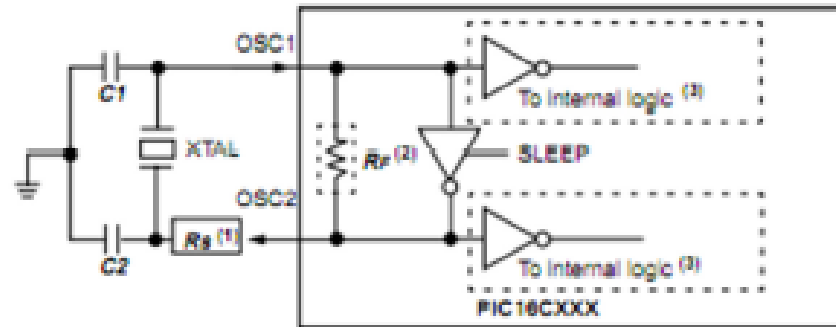 OSC1
To Internal logic (3)
C1
XTAL
RF (2)
SLEEP
OSC2
RS (1)
C2
To Internal logic (3)
PIC16CXXX